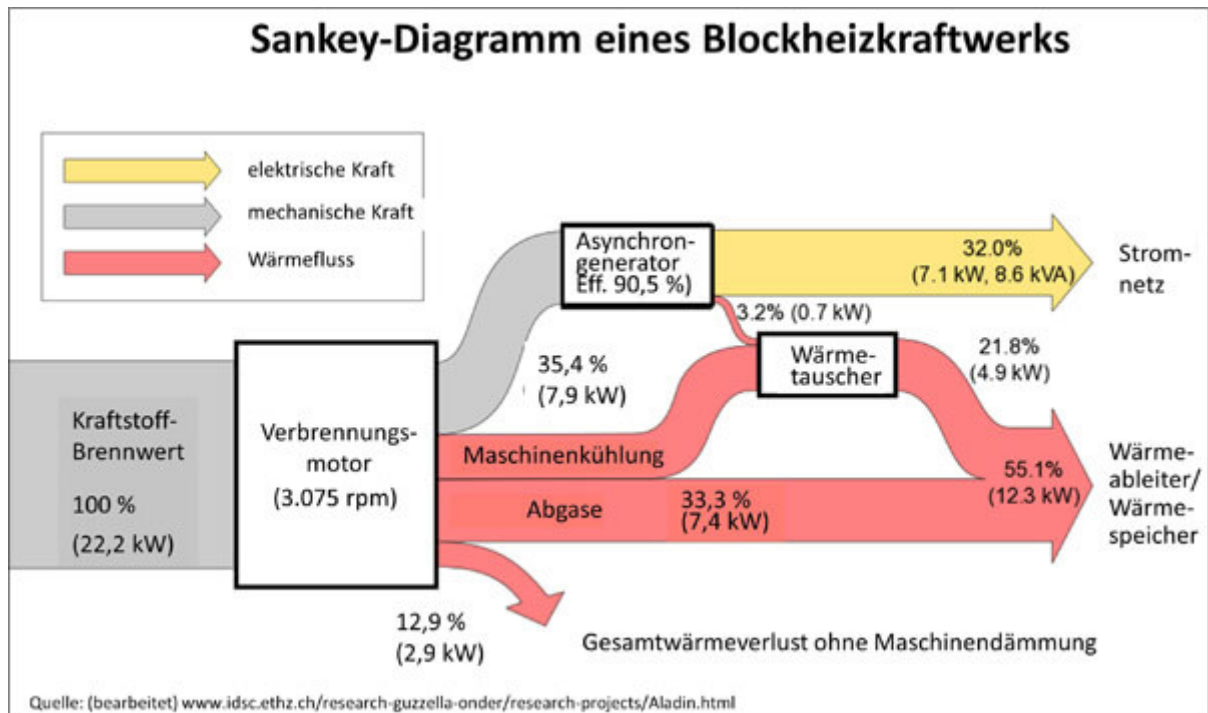 Sankey-Diagramm eines Blockheizkraftwerks
elektrische Kraft
mechanische Kraft
Wärmefluss
Asynchron-
generator
Eff. 90,5 %)
32.0%
(7.1 kW, 8.6 kVA)
Strom-
netz
3.2% (0.7 kW)
35,4 %
(7,9 kW)
Wärme-
tauscher
21.8%
(4.9 kW)
Kraftstoff-
Brennwert
100 %
(22,2 kW)
Verbrennungs-
motor
(3.075 rpm)
Maschinenkühlung
Abgase
33,3 %
(7,4 kW)
55.1%
(12.3 kW)
Wärme-
ableiter/
Wärme-
speicher
12,9 %
(2,9 kW)
Gesamtwärmeverlust ohne Maschinendämmung
Quelle: (bearbeitet) www.idsc.ethz.ch/research-guzzella-onder/research-projects/Aladin.html